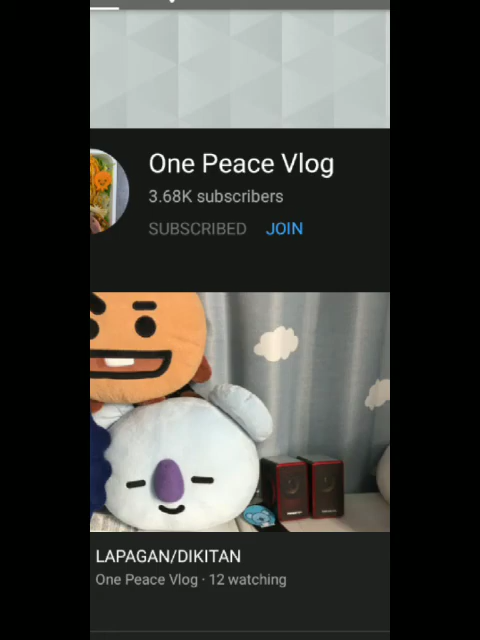 One Peace Vlog
3.68K subscribers
SUBSCRIBED JOIN
LAPAGAN/DIKITAN
One Peace Vlog · 12 watching